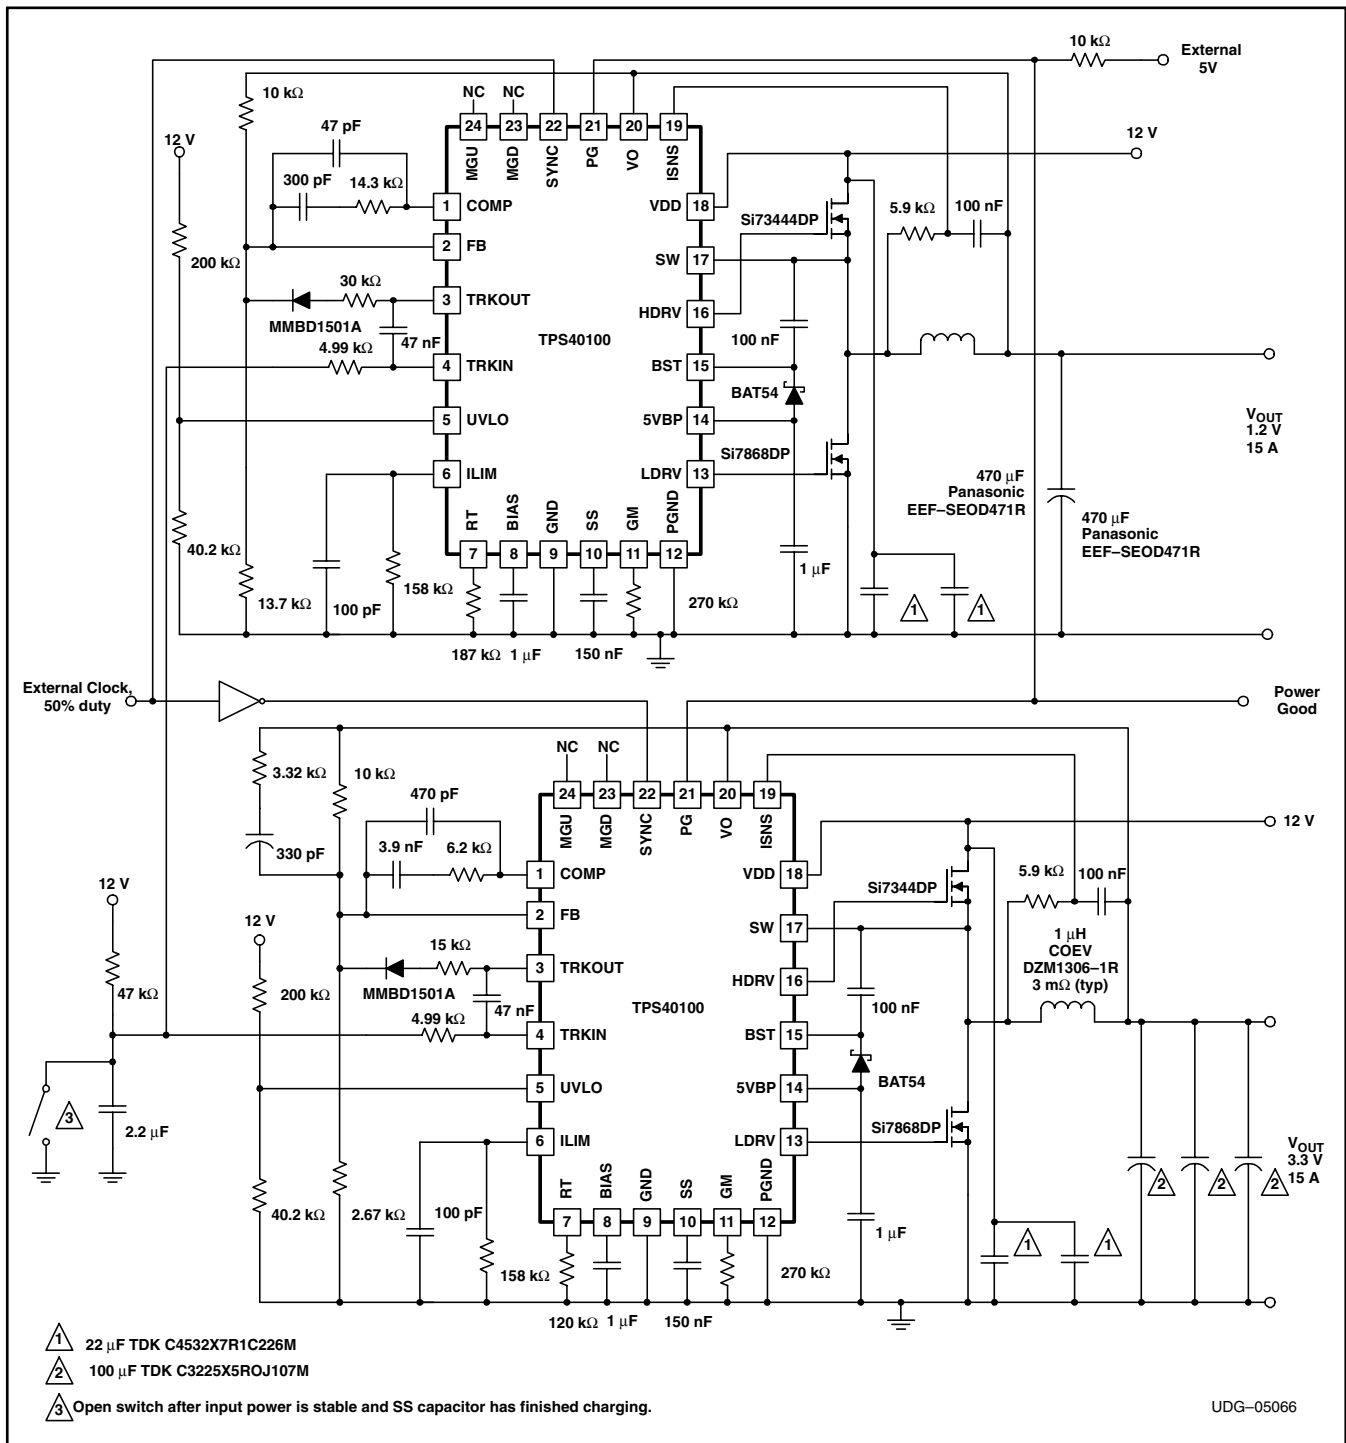 10 kΩ
External
5V
10 kΩ
NC
NC
47 pF
12 V
24
23
22
21
20
19
MGU
MGD
SYNC
PG
VO
ISNS
12 V
300 pF
14.3 kΩ
1
COMP
VDD
18
Si73444DP
5.9 kΩ
100 nF
2
FB
SW
17
200 kΩ
30 kΩ
3
TRKOUT
HDRV
16
MMBD1501A
47 nF
TPS40100
100 nF
4.99 kΩ
4
TRKIN
BST
15
BAT54
5
UVLO
5VBP
14
VOUT
1.2 V
15 A
Si7868DP
6
ILIM
LDRV
13
470 μF
Panasonic
EEF–SEOD471R
470 μF
Panasonic
EEF–SEOD471R
RT
BIAS
GND
SS
GM
PGND
40.2 kΩ
7
8
9
10
11
12
1 μF
13.7 kΩ
100 pF
158 kΩ
270 kΩ
1
1
187 kΩ
1 μF
150 nF
External Clock,
50% duty
Power
Good
NC
NC
3.32 kΩ
10 kΩ
470 pF
24
23
22
21
20
19
MGU
MGD
SYNC
PG
VO
ISNS
12 V
330 pF
3.9 nF
6.2 kΩ
1
COMP
VDD
18
Si7344DP
5.9 kΩ
100 nF
12 V
12 V
2
FB
SW
17
1 μH
COEV
DZM1306–1R
3 mΩ (typ)
15 kΩ
3
TRKOUT
HDRV
16
MMBD1501A
47 kΩ
200 kΩ
47 nF
TPS40100
100 nF
4.99 kΩ
4
TRKIN
BST
15
BAT54
5
UVLO
5VBP
14
3
2.2 μF
Si7868DP
6
ILIM
LDRV
13
VOUT
3.3 V
15 A
2
2
2
RT
BIAS
GND
SS
GM
PGND
40.2 kΩ
2.67 kΩ
100 pF
7
8
9
10
11
12
1 μF
1
1
158 kΩ
270 kΩ
120 kΩ
1 μF
150 nF
1
22 μF TDK C4532X7R1C226M
2
100 μF TDK C3225X5ROJ107M
3
Open switch after input power is stable and SS capacitor has finished charging.
UDG–05066